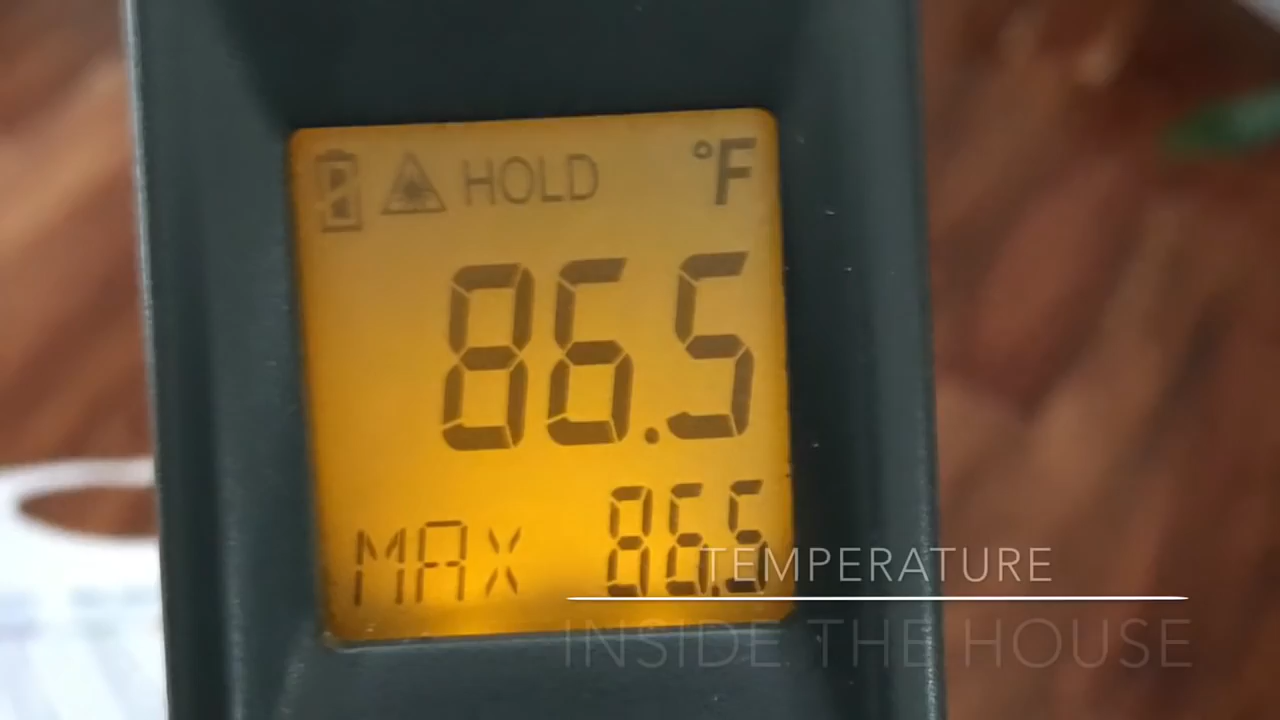 HOLD °F
86.5
MAX 86.5
TEMPERATURE
INSIDE THE HOUSE